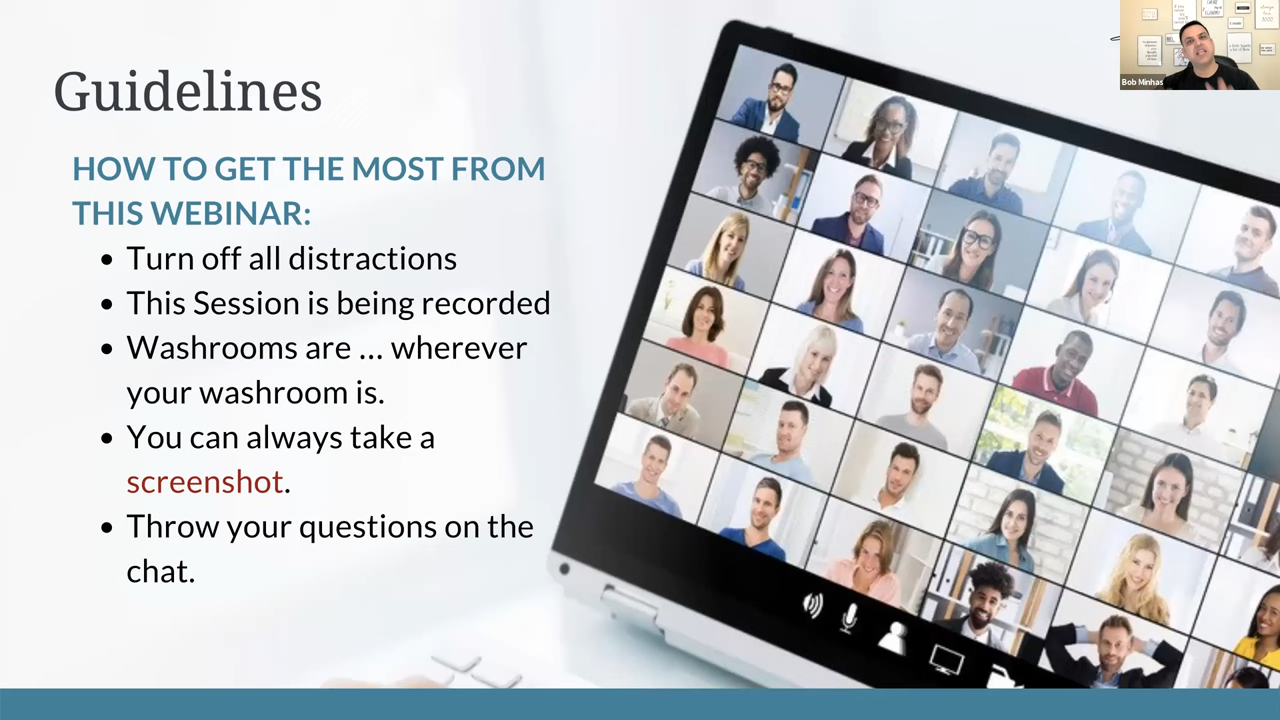 Guidelines
HOW TO GET THE MOST FROM
THIS WEBINAR:
• Turn off all distractions
• This Session is being recorded
• Washrooms are ... wherever
your washroom is.
• You can always take a
screenshot.
• Throw your questions on the
chat.
Bob Minhas